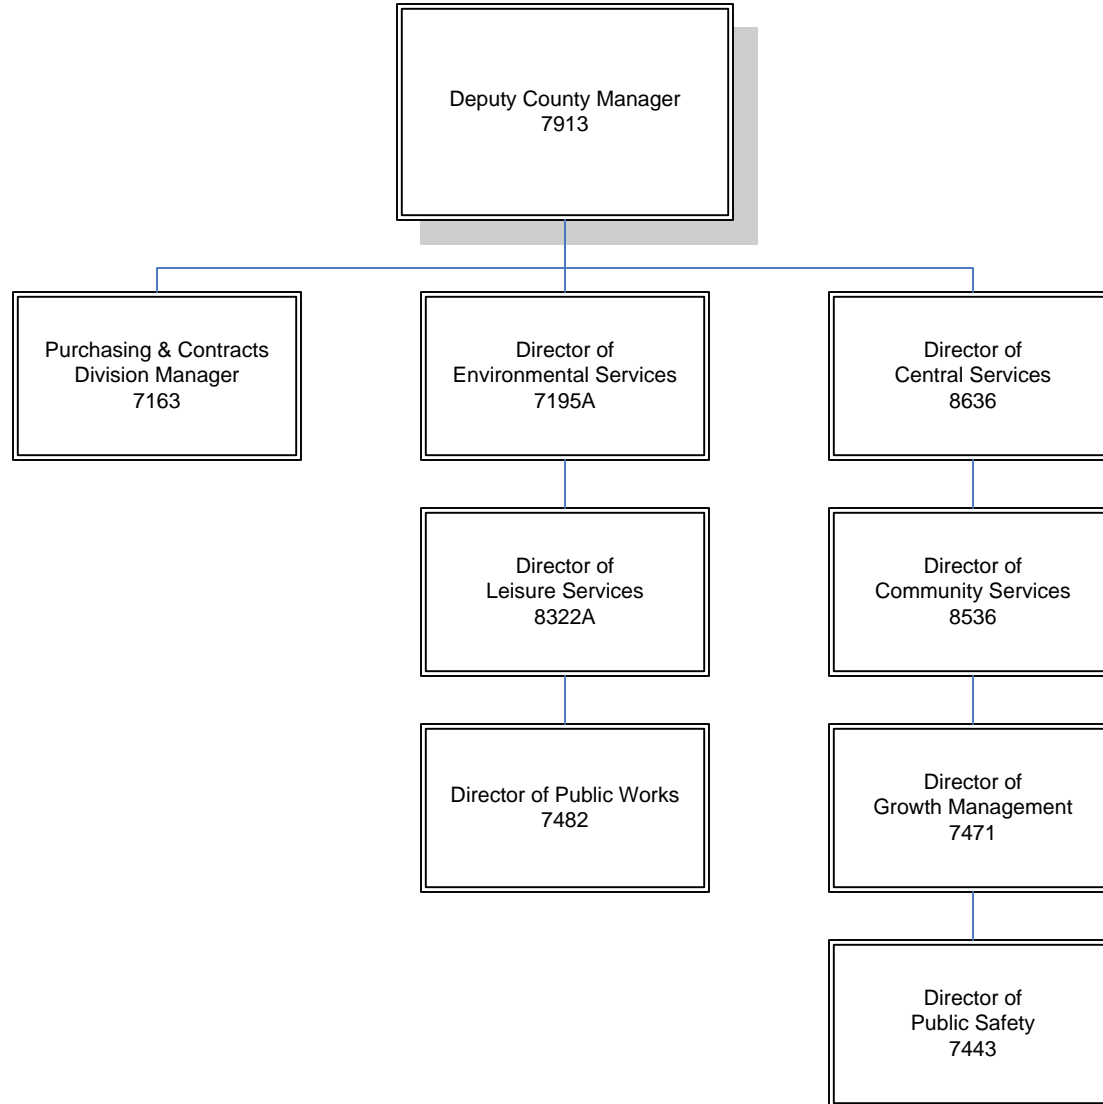 Deputy County Manager
7913
Purchasing & Contracts
Division Manager
7163
Director of
Environmental Services
7195A
Director of
Central Services
8636
Director of
Leisure Services
8322A
Director of
Community Services
8536
Director of Public Works
7482
Director of
Growth Management
7471
Director of
Public Safety
7443